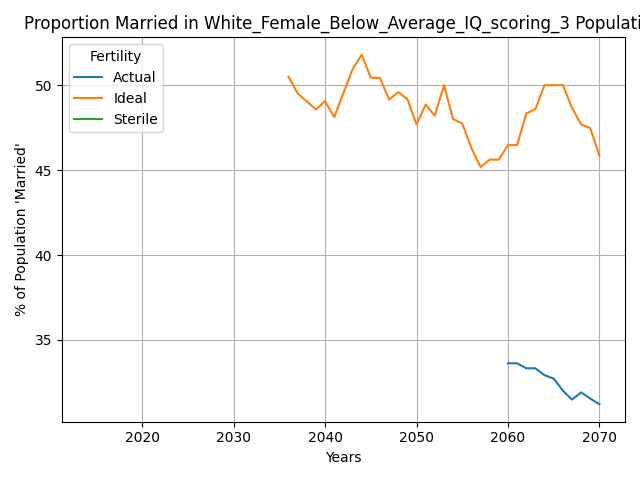 Proportion Married in White_Female_Below_Average_IQ_scoring_3 Populati
Fertility
Actual
Ideal
Sterile
% of Population 'Married'
50
45
40
35
2020 2030 2040 2050 2060 2070
Years